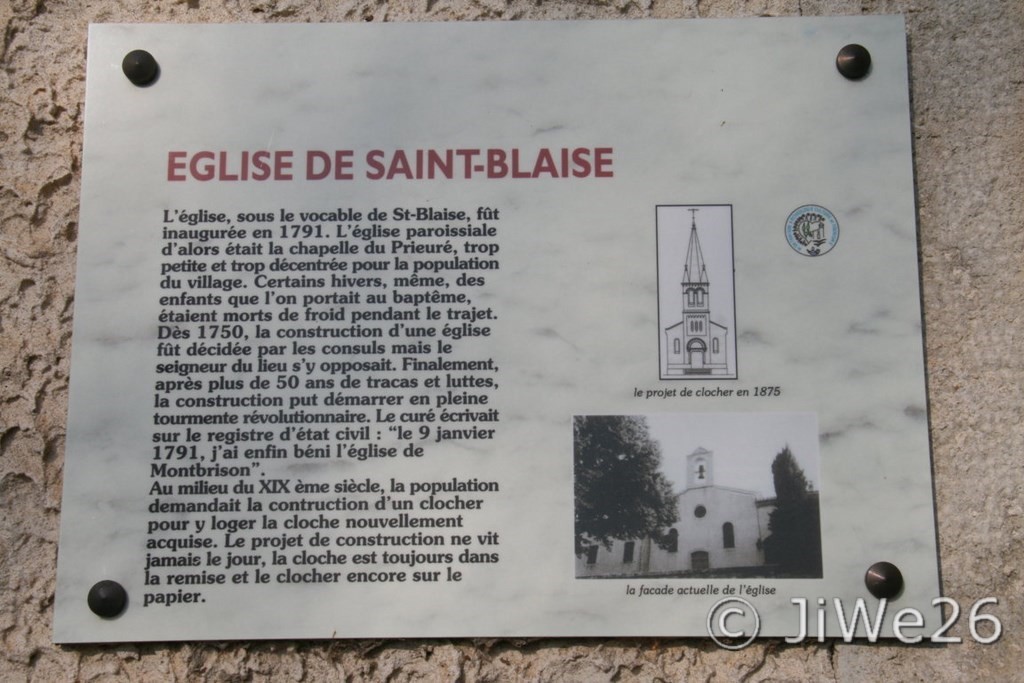 EGLISE DE SAINT-BLAISE
L'église, sous le vocable de St-Blaise, fût
inaugurée en 1791. L'église paroissiale
d'alors était la chapelle du Prieuré, trop
petite et trop décentrée pour la population
du village. Certains hivers, même, des
enfants que l'on portait au baptême,
étaient morts de froid pendant le trajet.
Dès 1750, la construction d'une église
fût décidée par les consuls mais le
seigneur du lieu s'y opposait. Finalement,
après plus de 50 ans de tracas et luttes,
la construction put démarrer en pleine
tourmente révolutionnaire. Le curé écrivait
sur le registre d'état civil : "le 9 janvier
1791, j'ai enfin béni l'église de
Montbrison".
Au milieu du XIX ème siècle, la population
demandait la contruction d'un clocher
pour y loger la cloche nouvellement
acquise. Le projet de construction ne vit
jamais le jour, la cloche est toujours dans
la remise et le clocher encore sur le
papier.
le projet de clocher en 1875
la facade actuelle de l'église
© JiWe26